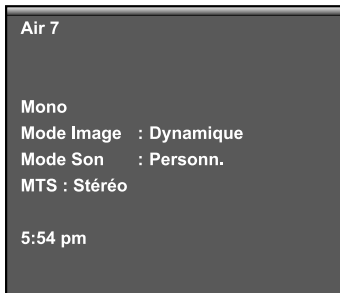 Air 7
Mono
Mode Image : Dynamique
Mode Son : Personn.
MTS : Stéréo
5:54 pm